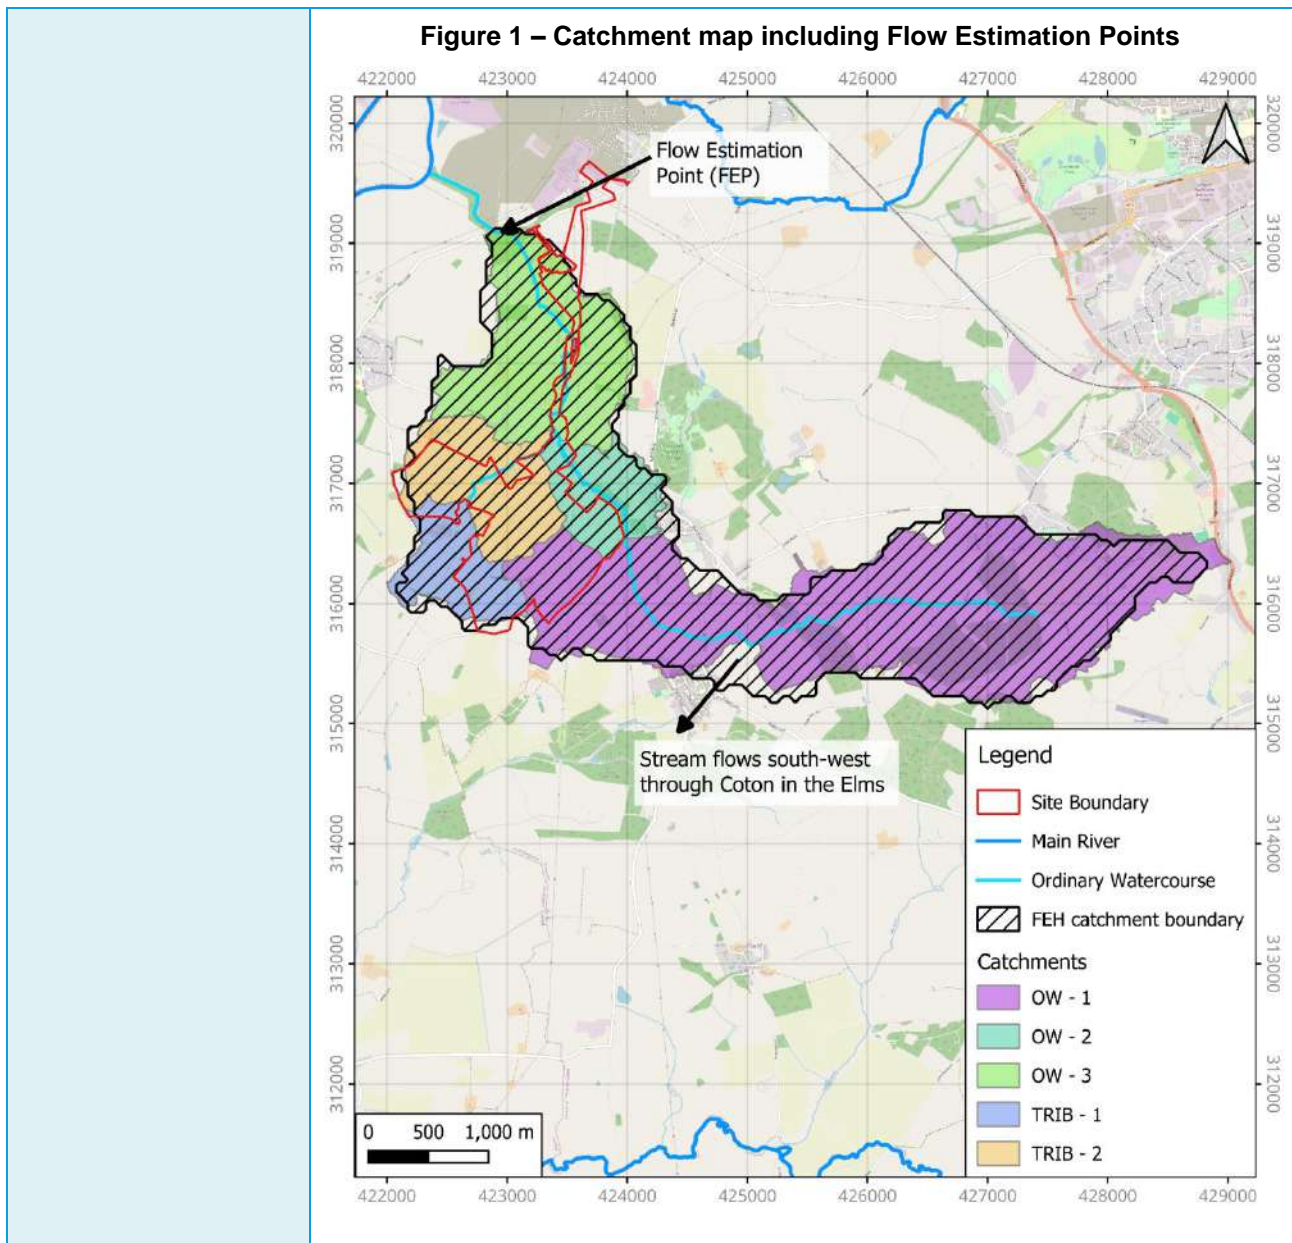 Figure 1 – Catchment map including Flow Estimation Points
422000 423000 424000 425000 426000 427000 428000 429000
320000 320000
Flow Estimation
Point (FEP)
319000 319000
318000 318000
317000 317000
316000 316000
315000 315000
Stream flows south-west
through Coton in the Elms
Legend
Site Boundary
Main River
Ordinary Watercourse
FEH catchment boundary
Catchments
OW - 1
OW - 2
OW - 3
TRIB - 1
TRIB - 2
314000 314000
313000 313000
312000 312000
0 500 1,000 m
422000 423000 424000 425000 426000 427000 428000 429000